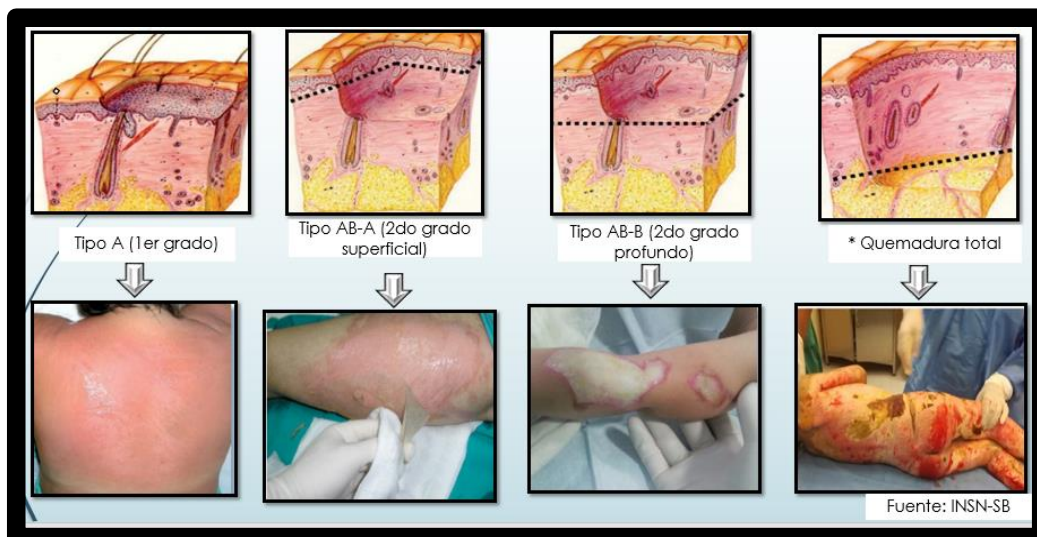 Tipo A (1er grado)
Tipo AB-A (2do grado
superficial)
Tipo AB-B (2do grado
profundo)
* Quemadura total
Fuente: INSN-SB